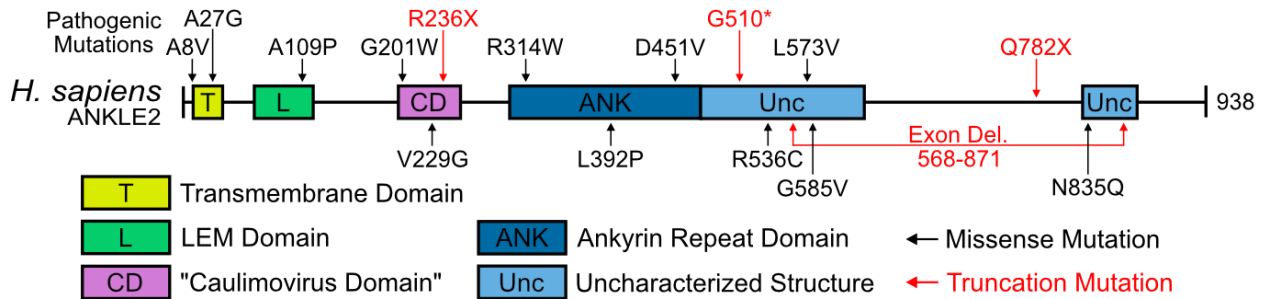 Pathogenic
Mutations
A8V
A27G
A109P
G201W
R236X
R314W
D451V
G510*
L573V
Q782X
H. sapiens
ANKLE2
T
L
CD
ANK
Unc
Unc
938
V229G
L392P
R536C
G585V
Exon Del.
568-871
N835Q
T Transmembrane Domain
L LEM Domain
CD "Caulimovirus Domain"
ANK Ankyrin Repeat Domain
Unc Uncharacterized Structure
Missense Mutation
Truncation Mutation